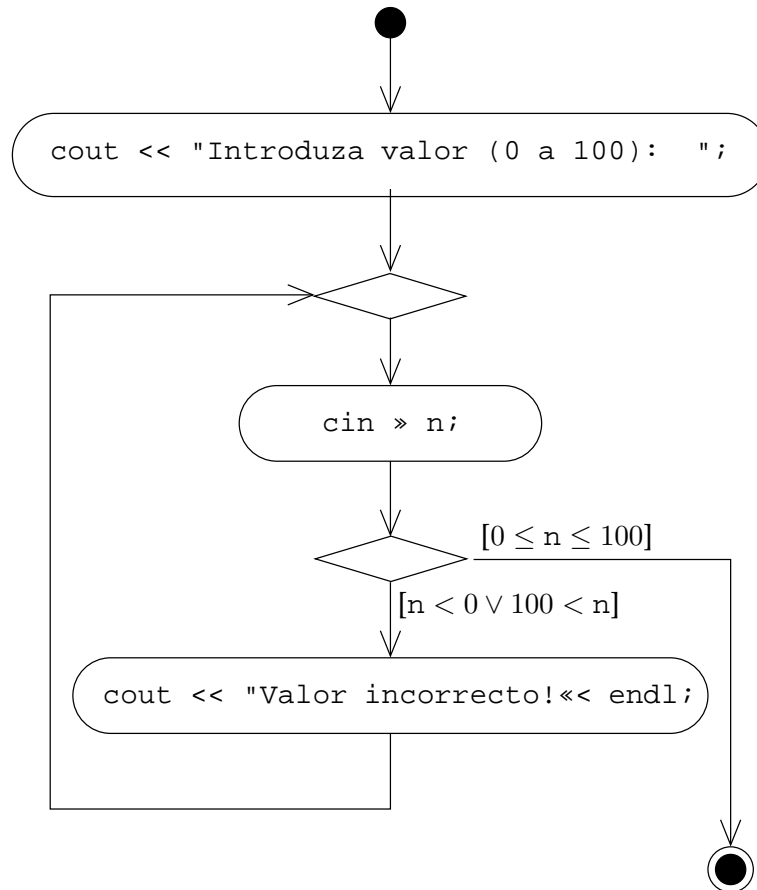 cout << "Introduza valor (0 a 100):  ";
cin » n;
[0 ≤ n ≤ 100]
[n < 0 ∨ 100 < n]
cout << "Valor incorrecto!«< endl;